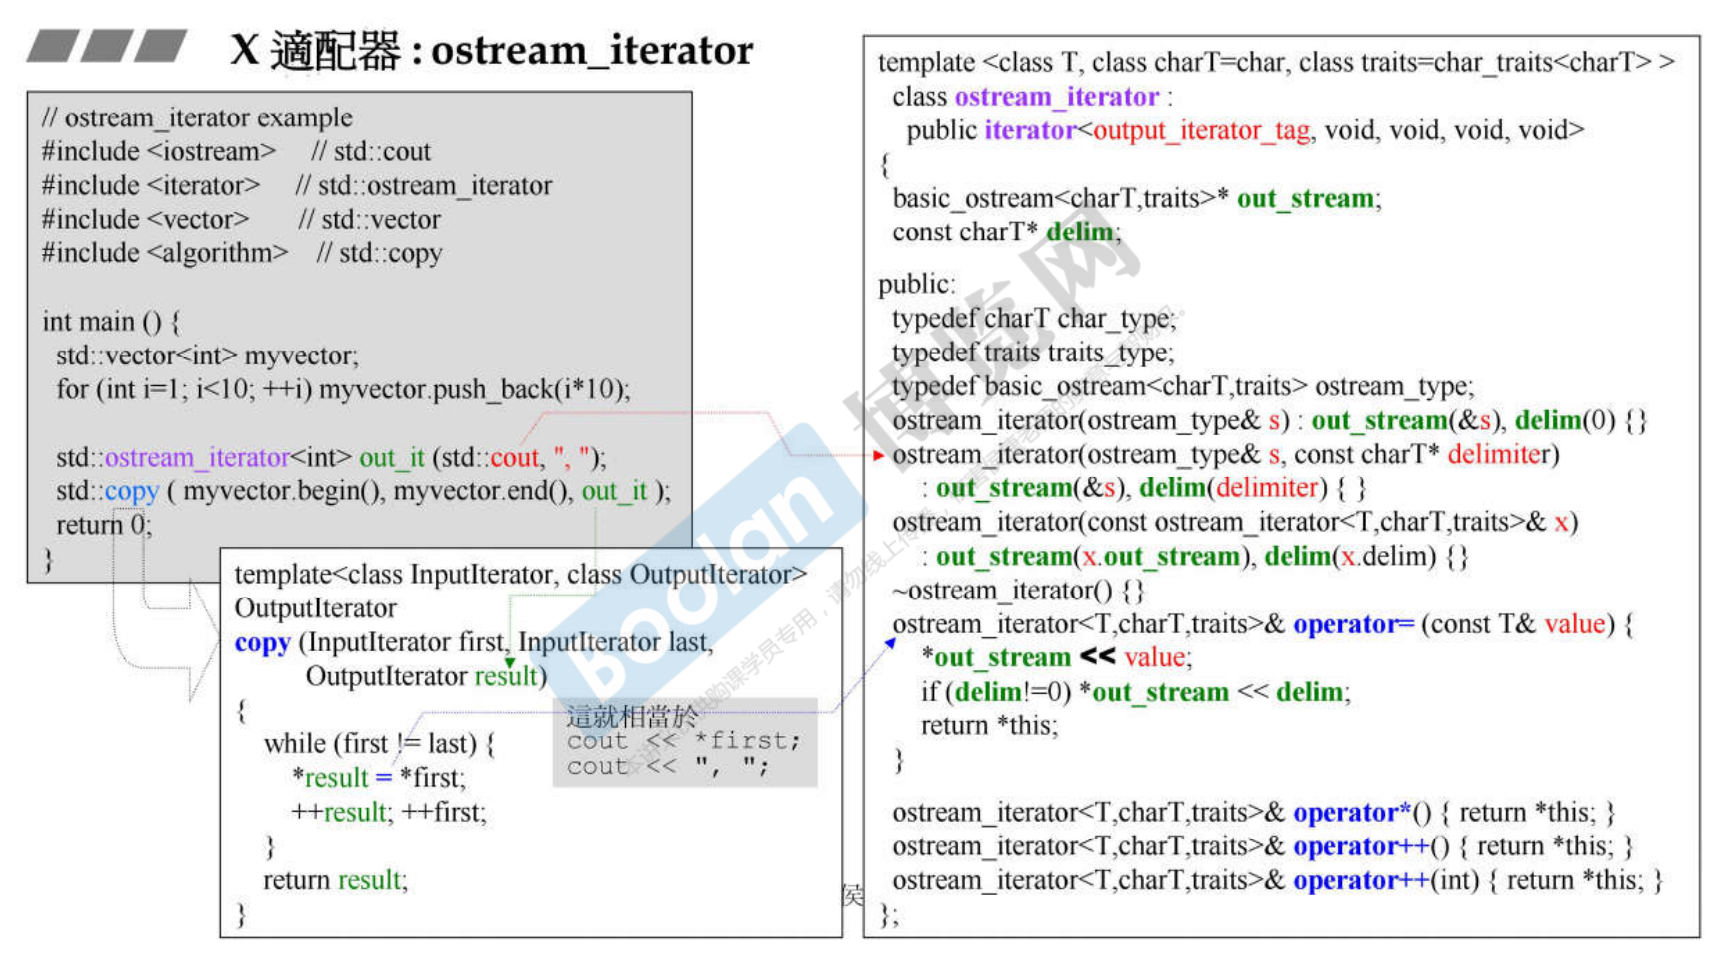 X 適配器 : ostream_iterator
// ostream_iterator example
#include <iostream> // std::cout
#include <iterator> // std::ostream_iterator
#include <vector> // std::vector
#include <algorithm> // std::copy
int main () {
std::vector<int> myvector;
for (int i=1; i<10; ++i) myvector.push_back(i*10);
std::ostream_iterator<int> out_it (std::cout, ", ");
std::copy ( myvector.begin(), myvector.end(), out_it );
return 0;
}
template<class InputIterator, class OutputIterator>
OutputIterator
copy (InputIterator first, InputIterator last,
OutputIterator result)
{
while (first != last) {
*result = *first;
++result; ++first;
}
return result;
}
這就相當於
cout << *first;
cout << ", ";
template <class T, class charT=char, class traits=char_traits<charT> >
class ostream_iterator :
public iterator<output_iterator_tag, void, void, void, void>
{
basic_ostream<charT,traits>* out_stream;
const charT* delim;
public:
typedef charT char_type;
typedef traits traits_type;
typedef basic_ostream<charT,traits> ostream_type;
ostream_iterator(ostream_type& s) : out_stream(&s), delim(0) {}
ostream_iterator(ostream_type& s, const charT* delimiter)
: out_stream(&s), delim(delimiter) { }
ostream_iterator(const ostream_iterator<T,charT,traits>& x)
: out_stream(x.out_stream), delim(x.delim) {}
~ostream_iterator() {}
ostream_iterator<T,charT,traits>& operator= (const T& value) {
*out_stream << value;
if (delim!=0) *out_stream << delim;
return *this;
}
ostream_iterator<T,charT,traits>& operator*() { return *this; }
ostream_iterator<T,charT,traits>& operator++() { return *this; }
ostream_iterator<T,charT,traits>& operator++(int) { return *this; }
};
侯
Boolan
博览网